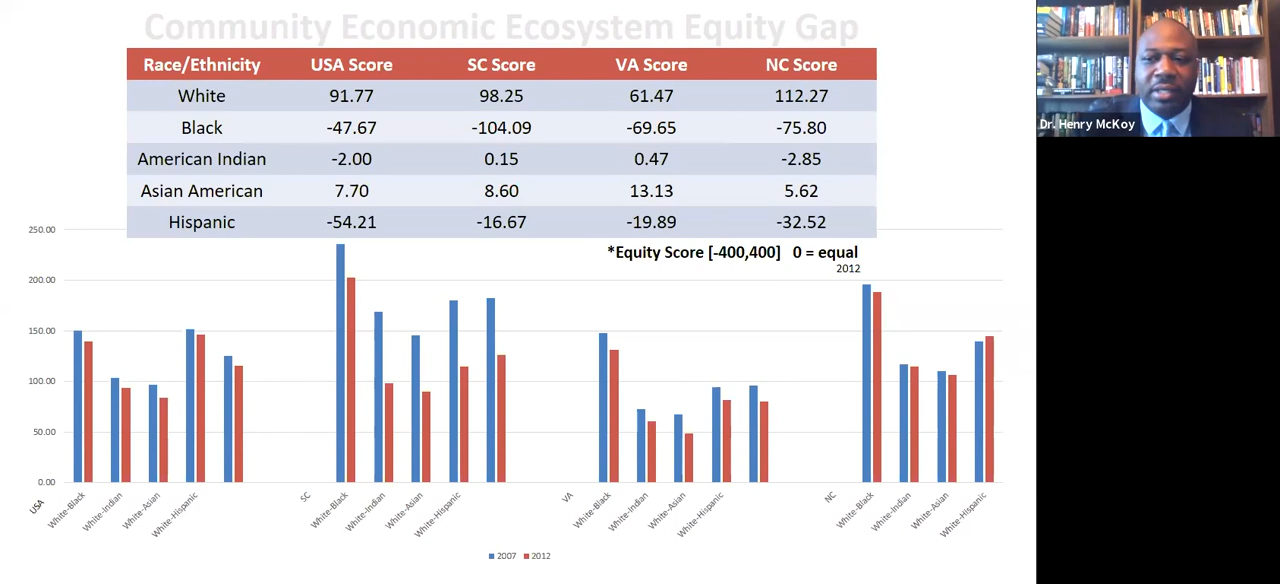 Community Economic Ecosystem Equity Gap
Race/Ethnicity USA Score SC Score VA Score NC Score
White 91.77 98.25 61.47 112.27
Black -47.67 -104.09 -69.65 -75.80
American Indian -2.00 0.15 0.47 -2.85
Asian American 7.70 8.60 13.13 5.62
Hispanic -54.21 -16.67 -19.89 -32.52
*Equity Score [-400,400] 0 = equal
2012
250.00
200.00
150.00
100.00
50.00
0.00
USA White-Black White-Indian White-Asian White-Hispanic SC White-Black White-Indian White-Asian White-Hispanic VA White-Black White-Indian White-Asian White-Hispanic NC White-Black White-Indian White-Asian White-Hispanic
2007 2012
Dr. Henry McKoy